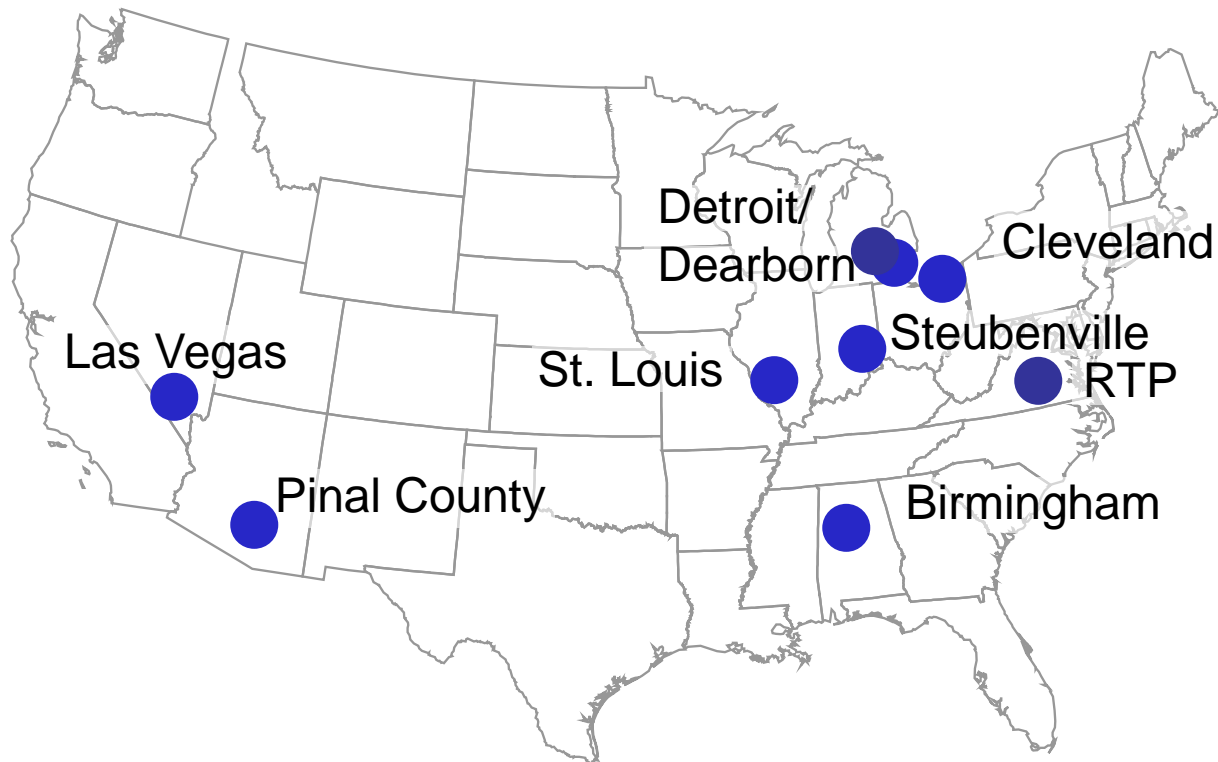 Detroit/
Dearborn
Cleveland
Las Vegas
St. Louis
Steubenville
RTP
Pinal County
Birmingham